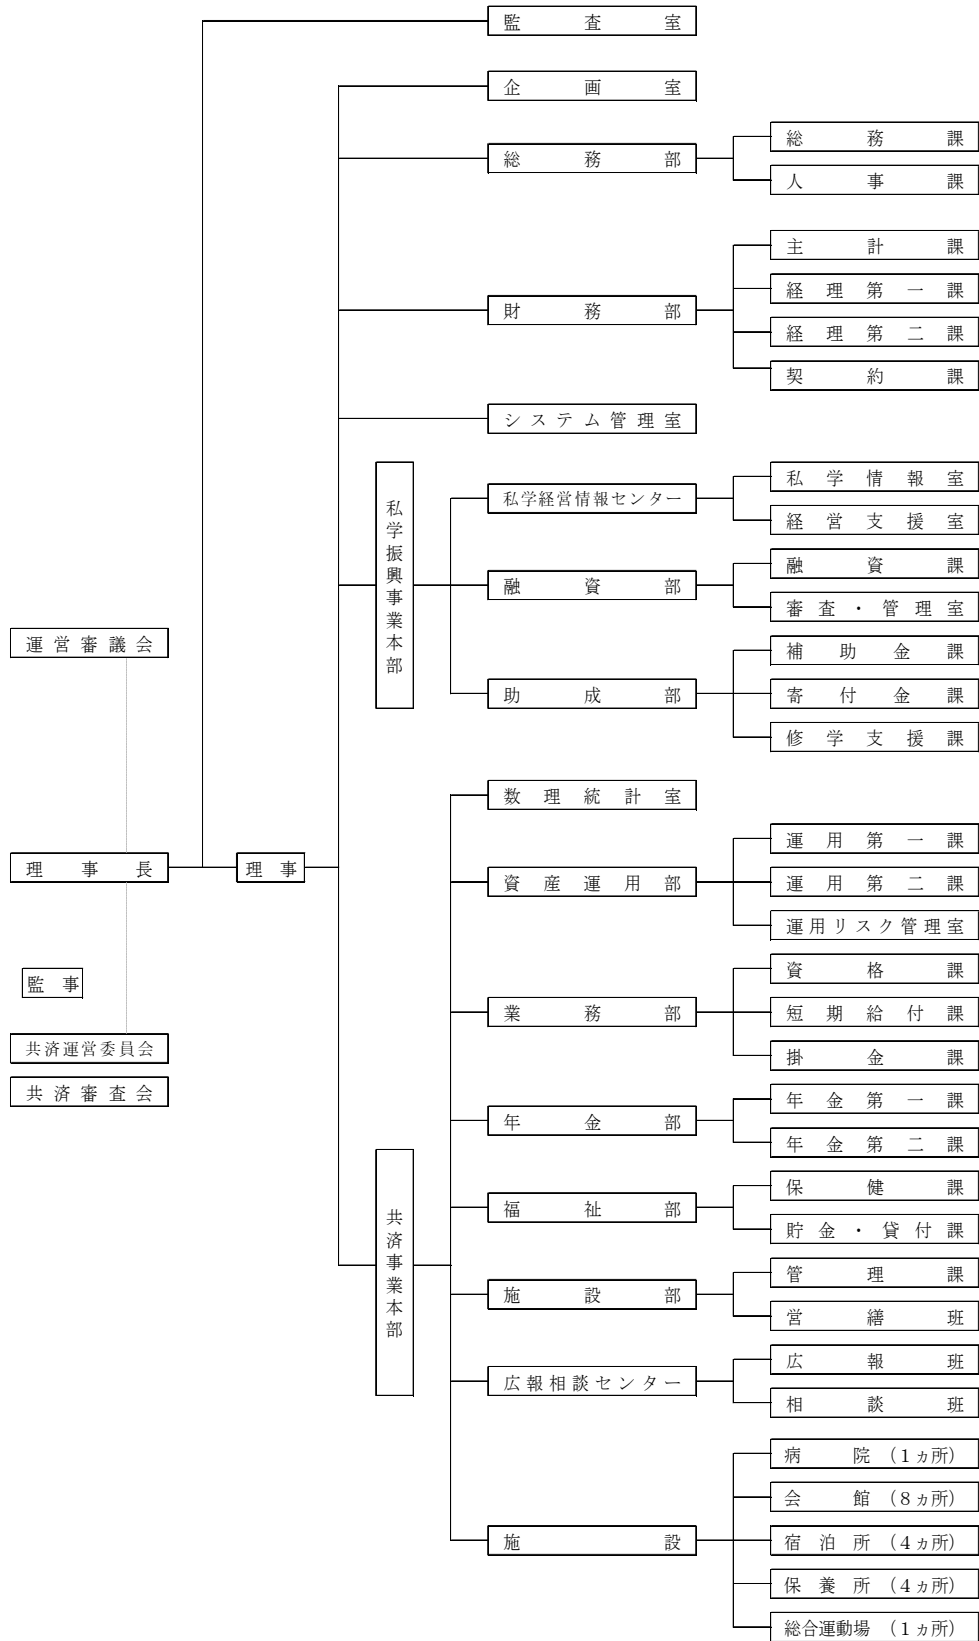 監査室
企画室
総務部
総務課
人事課
財務部
主計課
経理第一課
経理第二課
契約課
システム管理室
私学振興事業本部
私学経営情報センター
私学情報室
経営支援室
融資部
融資課
審査・管理室
助成部
補助金課
寄付金課
修学支援課
運営審議会
理事長
理事
監事
共済運営委員会
共済審査会
共済事業本部
数理統計室
資産運用部
運用第一課
運用第二課
運用リスク管理室
業務部
資格課
短期給付課
掛金課
年金部
年金第一課
年金第二課
福祉部
保健課
貯金・貸付課
施設部
管理課
営繕班
広報相談センター
広報班
相談班
施設
病院（1ヵ所）
会館（8ヵ所）
宿泊所（4ヵ所）
保養所（4ヵ所）
総合運動場（1ヵ所）